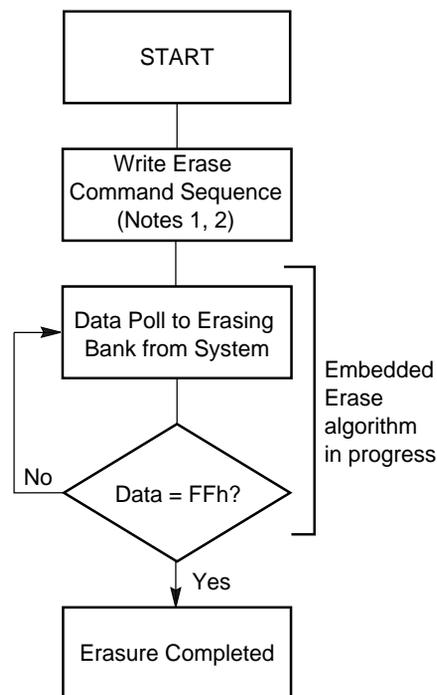 START
Write Erase
Command Sequence
(Notes 1, 2)
Data Poll to Erasing
Bank from System
Embedded
Erase
algorithm
in progress
No
Data = FFh?
Yes
Erasure Completed